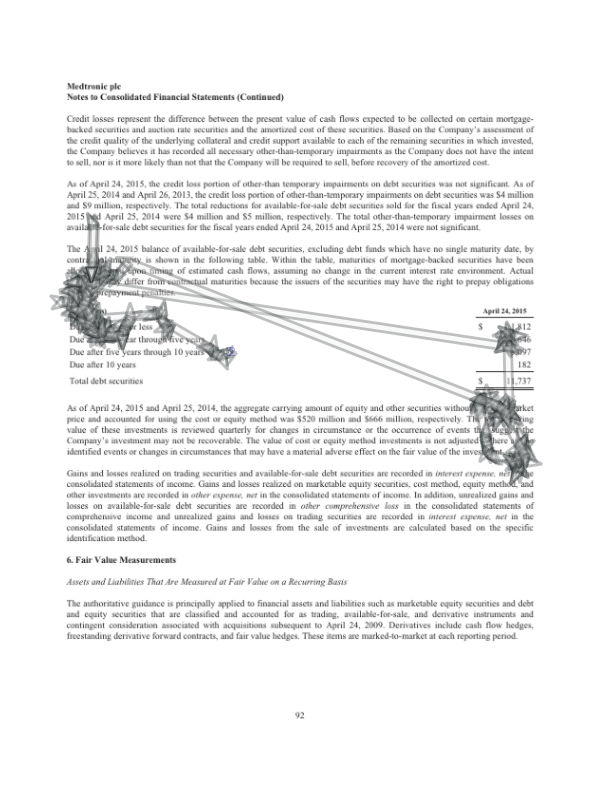 Medtronic plc
Notes to Consolidated Financial Statements (Continued)
Credit losses represent the difference between the present value of cash flows expected to be collected on certain mortgage-
backed securities and auction rate securities and the amortized cost of these securities. Based on the Company's assessment of
the credit quality of the underlying collateral and credit support available to each of the remaining securities in which invested,
the Company believes it has recorded all necessary other-than-temporary impairments as the Company does not have the intent
to sell, nor is it more likely than not that the Company will be required to sell, before recovery of the amortized cost.
As of April 24, 2015, the credit loss portion of other-than temporary impairments on debt securities was not significant. As of
April 25, 2014 and April 26, 2013, the credit loss portion of other-than-temporary impairments on debt securities was $4 million
and $9 million, respectively. The total reductions for available-for-sale debt securities sold for the fiscal years ended April 24,
2015 and April 25, 2014 were $4 million and $5 million, respectively. The total other-than-temporary impairment losses on
available-for-sale debt securities for the fiscal years ended April 24, 2015 and April 25, 2014 were not significant.
The April 24, 2015 balance of available-for-sale debt securities, excluding debt funds which have no single maturity date, by
contractual maturity is shown in the following table. Within the table, maturities of mortgage-backed securities have been
upon timing of estimated cash flows, assuming no change in the current interest rate environment. Actual
differ from contractual maturities because the issuers of the securities may have the right to prepay obligations
prepayment penalties.
April 24, 2015
or less $
Due through five years
Due after five years through 10 years
Due after 10 years 182
Total debt securities $ 11,737
As of April 24, 2015 and April 25, 2014, the aggregate carrying amount of equity and other securities without market
price and accounted for using the cost or equity method was $520 million and $666 million, respectively. The
value of these investments is reviewed quarterly for changes in circumstance or the occurrence of events that suggest the
Company's investment may not be recoverable. The value of cost or equity method investments is not adjusted there are no
identified events or changes in circumstances that may have a material adverse effect on the fair value of the investment.
Gains and losses realized on trading securities and available-for-sale debt securities are recorded in interest expense, net in the
consolidated statements of income. Gains and losses realized on marketable equity securities, cost method, equity method, and
other investments are recorded in other expense, net in the consolidated statements of income. In addition, unrealized gains and
losses on available-for-sale debt securities are recorded in other comprehensive loss in the consolidated statements of
comprehensive income and unrealized gains and losses on trading securities are recorded in interest expense, net in the
consolidated statements of income. Gains and losses from the sale of investments are calculated based on the specific
identification method.
6. Fair Value Measurements
Assets and Liabilities That Are Measured at Fair Value on a Recurring Basis
The authoritative guidance is principally applied to financial assets and liabilities such as marketable equity securities and debt
and equity securities that are classified and accounted for as trading, available-for-sale, and derivative instruments and
contingent consideration associated with acquisitions subsequent to April 24, 2009. Derivatives include cash flow hedges,
freestanding derivative forward contracts, and fair value hedges. These items are marked-to-market at each reporting period.
92